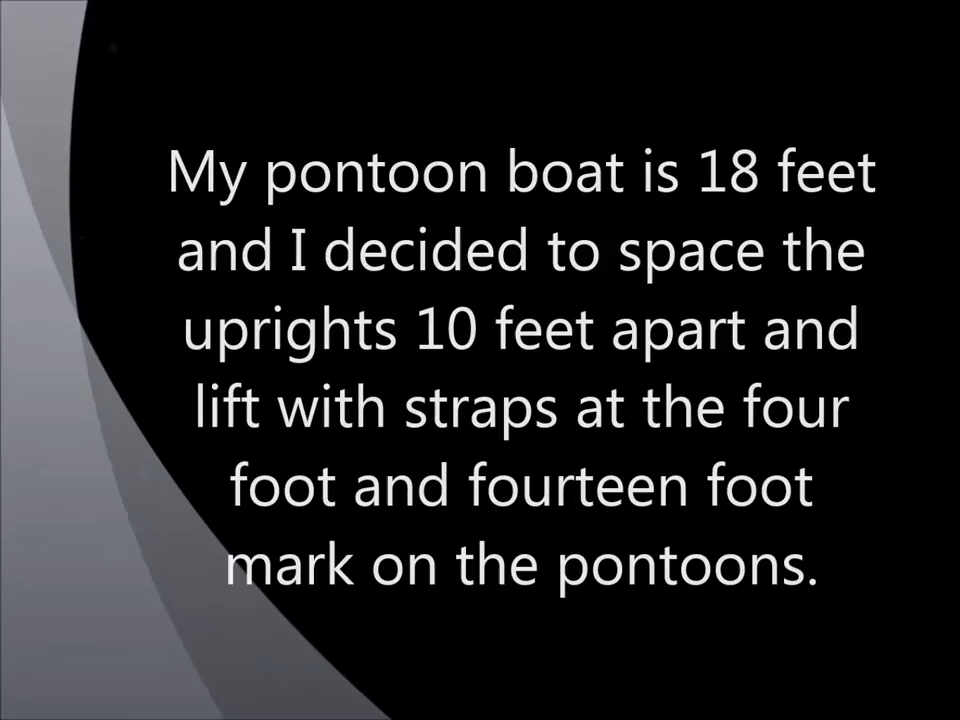 My pontoon boat is 18 feet
and I decided to space the
uprights 10 feet apart and
lift with straps at the four
foot and fourteen foot
mark on the pontoons.